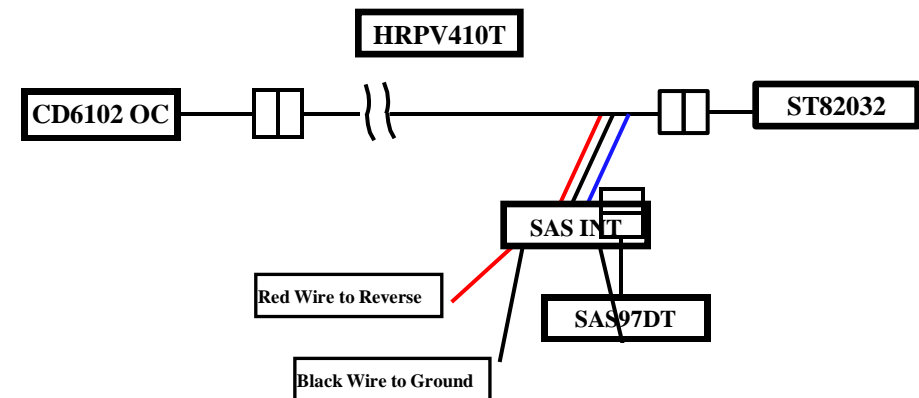 HRPV410T
CD6102 OC
ST82032
SAS INT
Red Wire to Reverse
SAS97DT
Black Wire to Ground